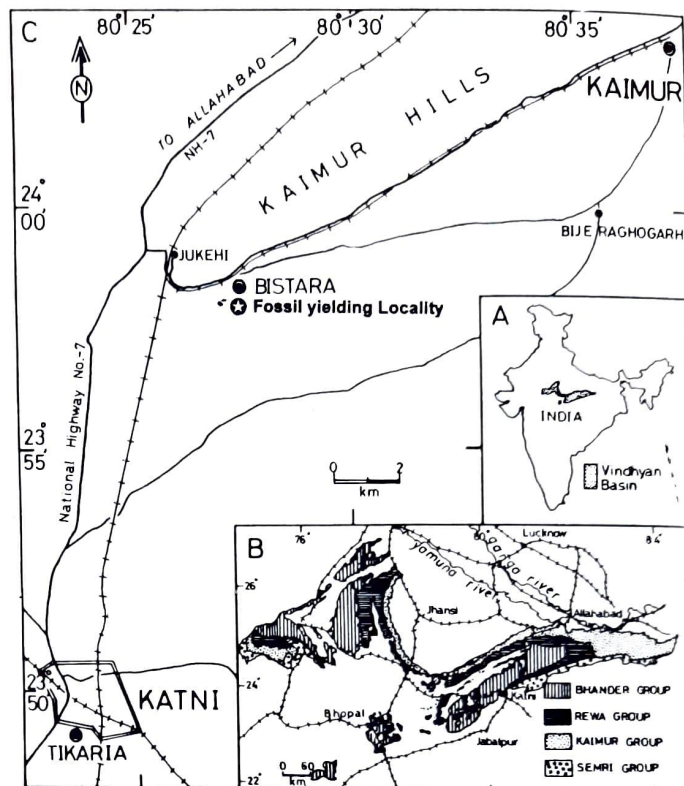 C
80° 25'
80° 30'
80° 35'
N
TO ALLAHABAD
NH-7
KAIMUR HILLS
KAIMUR
24° 00'
JUKEHI
BIJE RAGHOGARH
BISTARA
Fossil yielding Locality
National Highway No.-7
23° 55'
0 2
km
A
INDIA
Vindhyan
Basin
23° 50'
KATNI
TIKARIA
B
76°
80°
84°
Lucknow
26°
yamuna river
ganga river
Jhansi
Allahabad
24°
Katni
Bhopal
Jabalpur
22°
0 60
km
BHANDER GROUP
REWA GROUP
KAIMUR GROUP
SEMRI GROUP